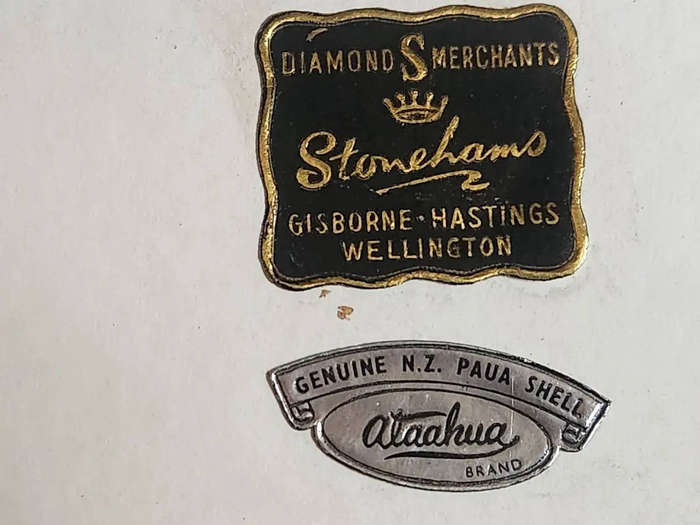 DIAMOND S MERCHANTS
Stonehams
GISBORNE · HASTINGS
WELLINGTON
GENUINE N.Z. PAUA SHELL
ataahua
BRAND